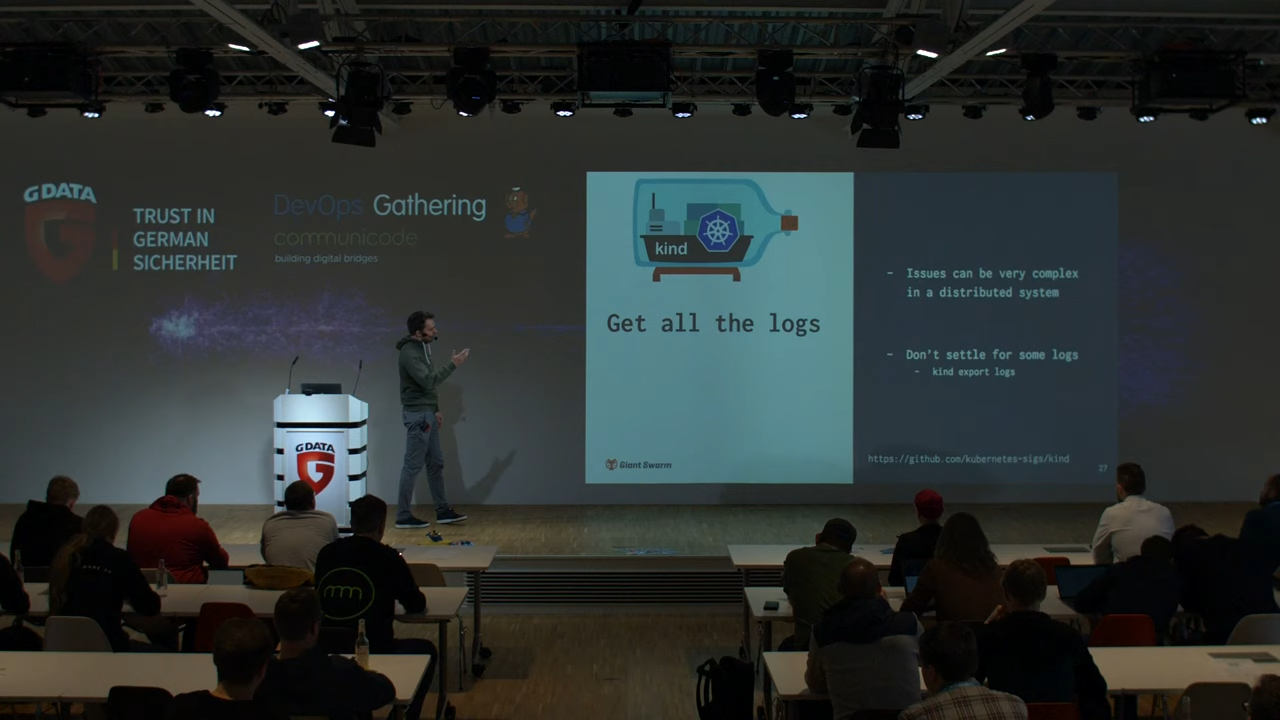 G DATA
TRUST IN
GERMAN
SICHERHEIT
DevOps Gathering
communicode
building digital bridges
kind
Get all the logs
Giant Swarm
- Issues can be very complex
in a distributed system
- Don't settle for some logs
- kind export logs
https://github.com/kubernetes-sigs/kind
37
G DATA